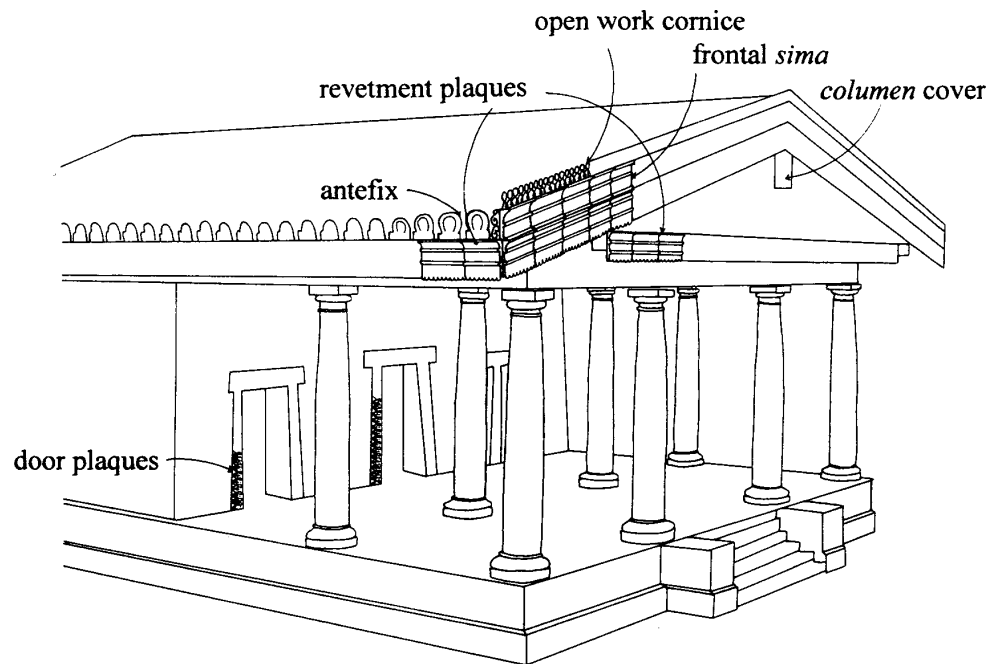 open work cornice
frontal sima
revetment plaques
columen cover
antefix
door plaques